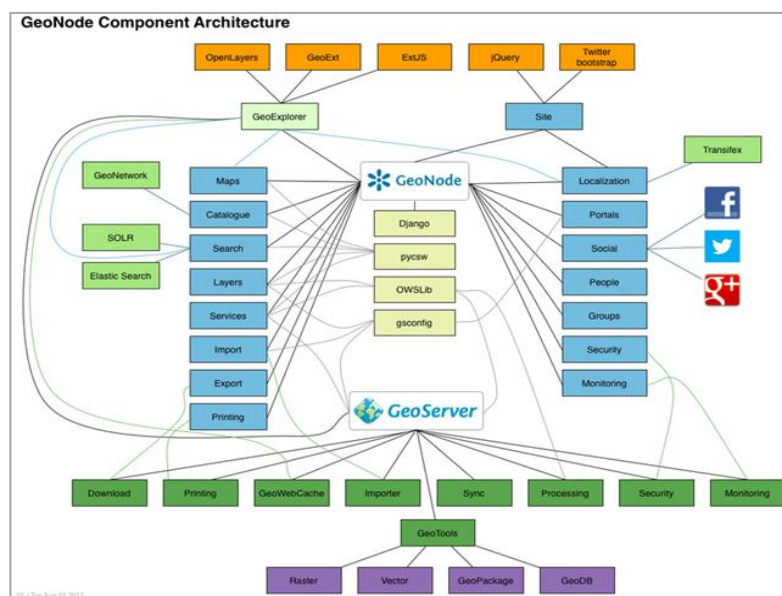 GeoNode Component Architecture
OpenLayers
GeoExt
ExtJS
jQuery
Twitter
bootstrap
GeoExplorer
Site
Transifex
GeoNetwork
Maps
GeoNode
Localization
Catalogue
Django
Portals
SOLR
Search
pycsw
Social
Elastic Search
Layers
OWSLib
People
Services
gsconfig
Groups
Import
Security
Export
Monitoring
Printing
GeoServer
Download
Printing
GeoWebCache
Importer
Sync
Processing
Security
Monitoring
GeoTools
Raster
Vector
GeoPackage
GeoDB